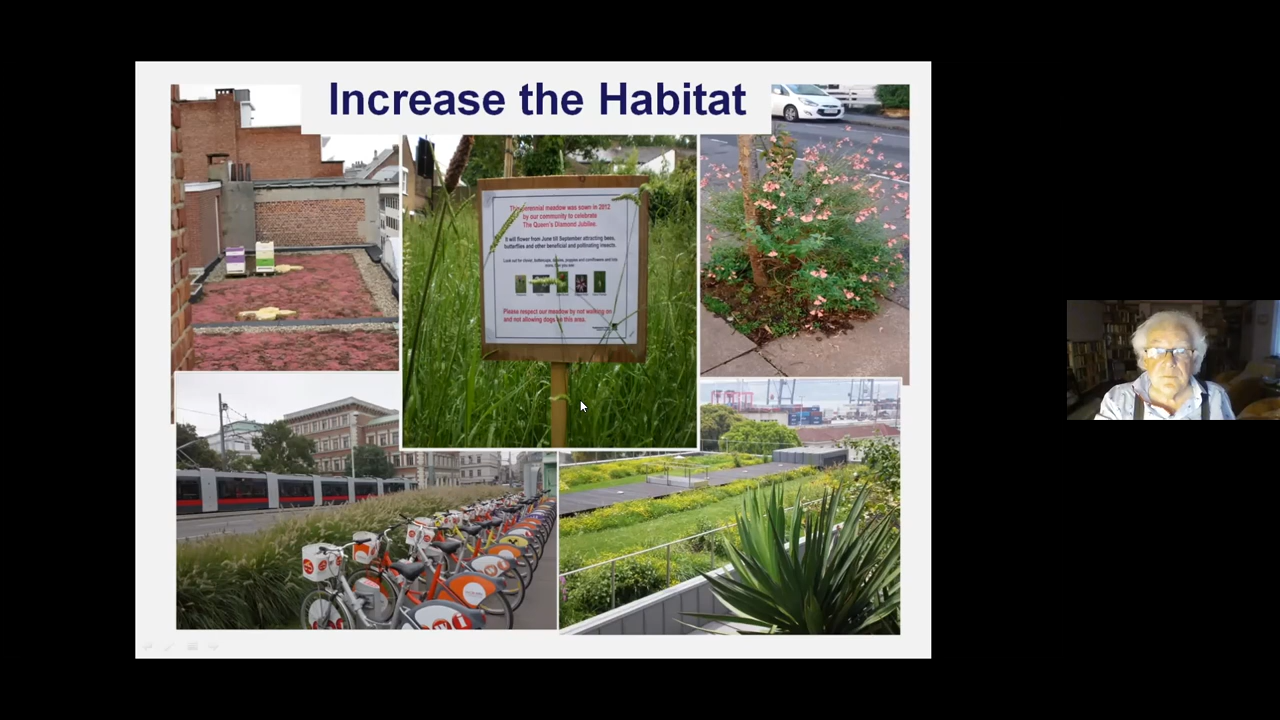 Increase the Habitat
This perennial meadow was sown in 2012
by our community to celebrate
The Queen's Diamond Jubilee.
It will flower from June till September attracting bees,
butterflies and other beneficial and pollinating insects.
Please respect our meadow by not walking on
and not allowing dogs on this area.